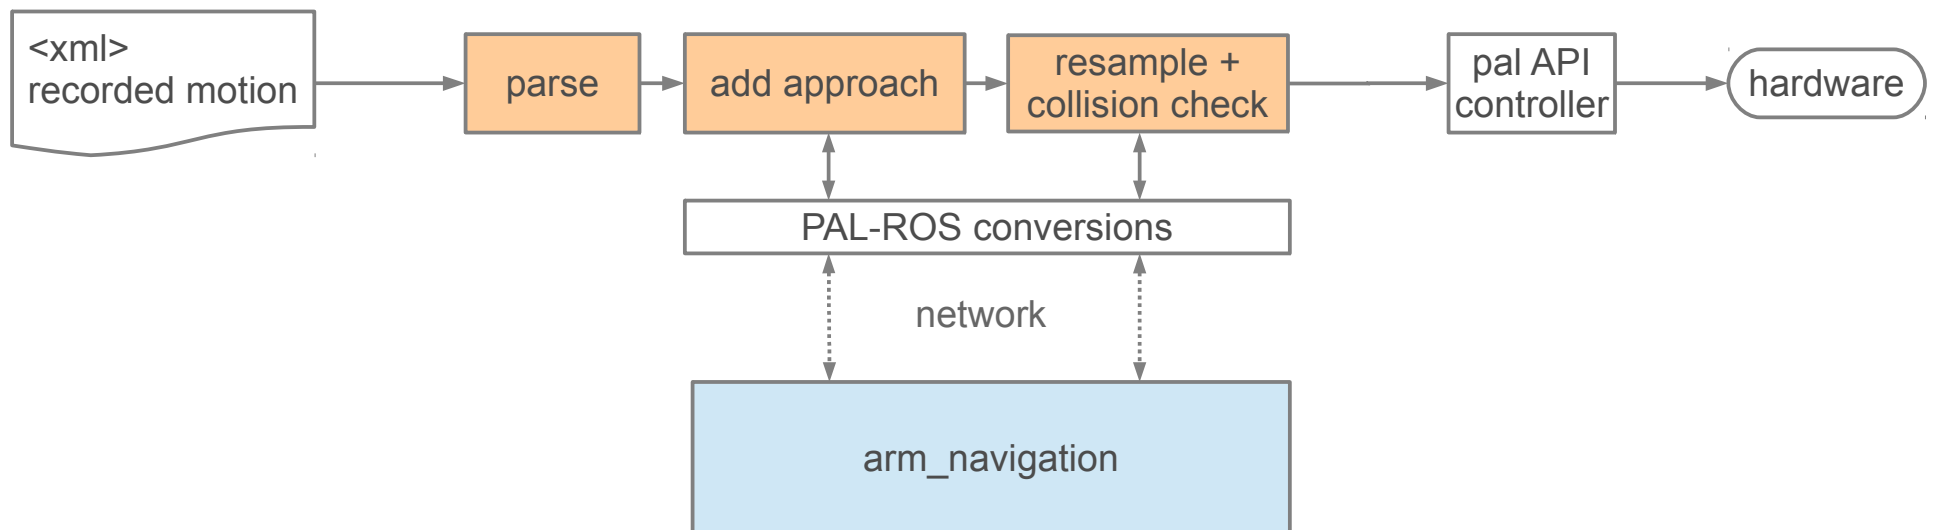 <xml>
recorded motion
parse
add approach
resample +
collision check
pal API
controller
hardware
PAL-ROS conversions
network
arm_navigation